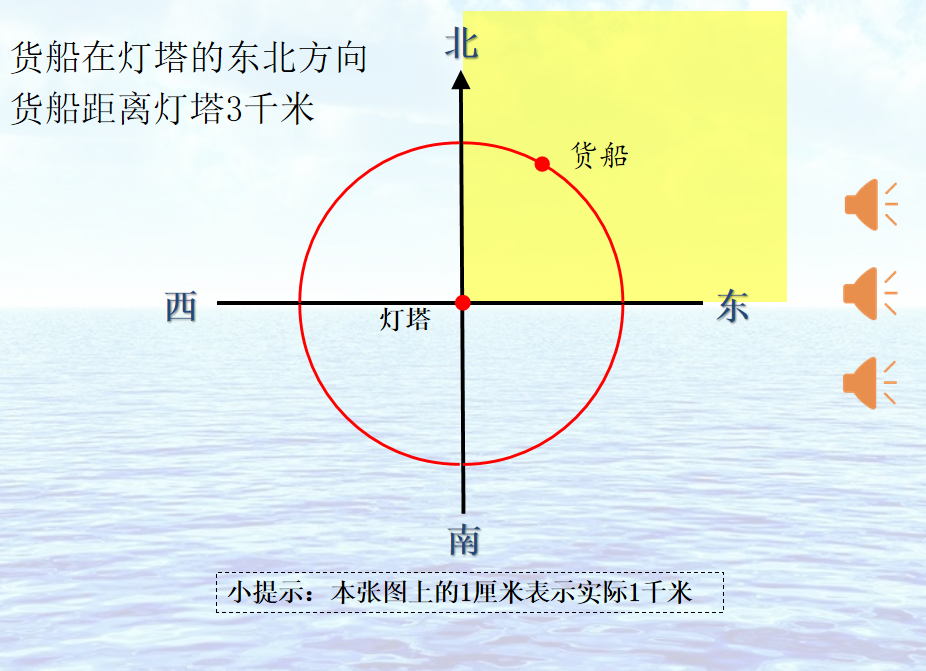 北
货船在灯塔的东北方向
货船距离灯塔3千米
货船
西
东
灯塔
南
小提示：本张图上的1厘米表示实际1千米